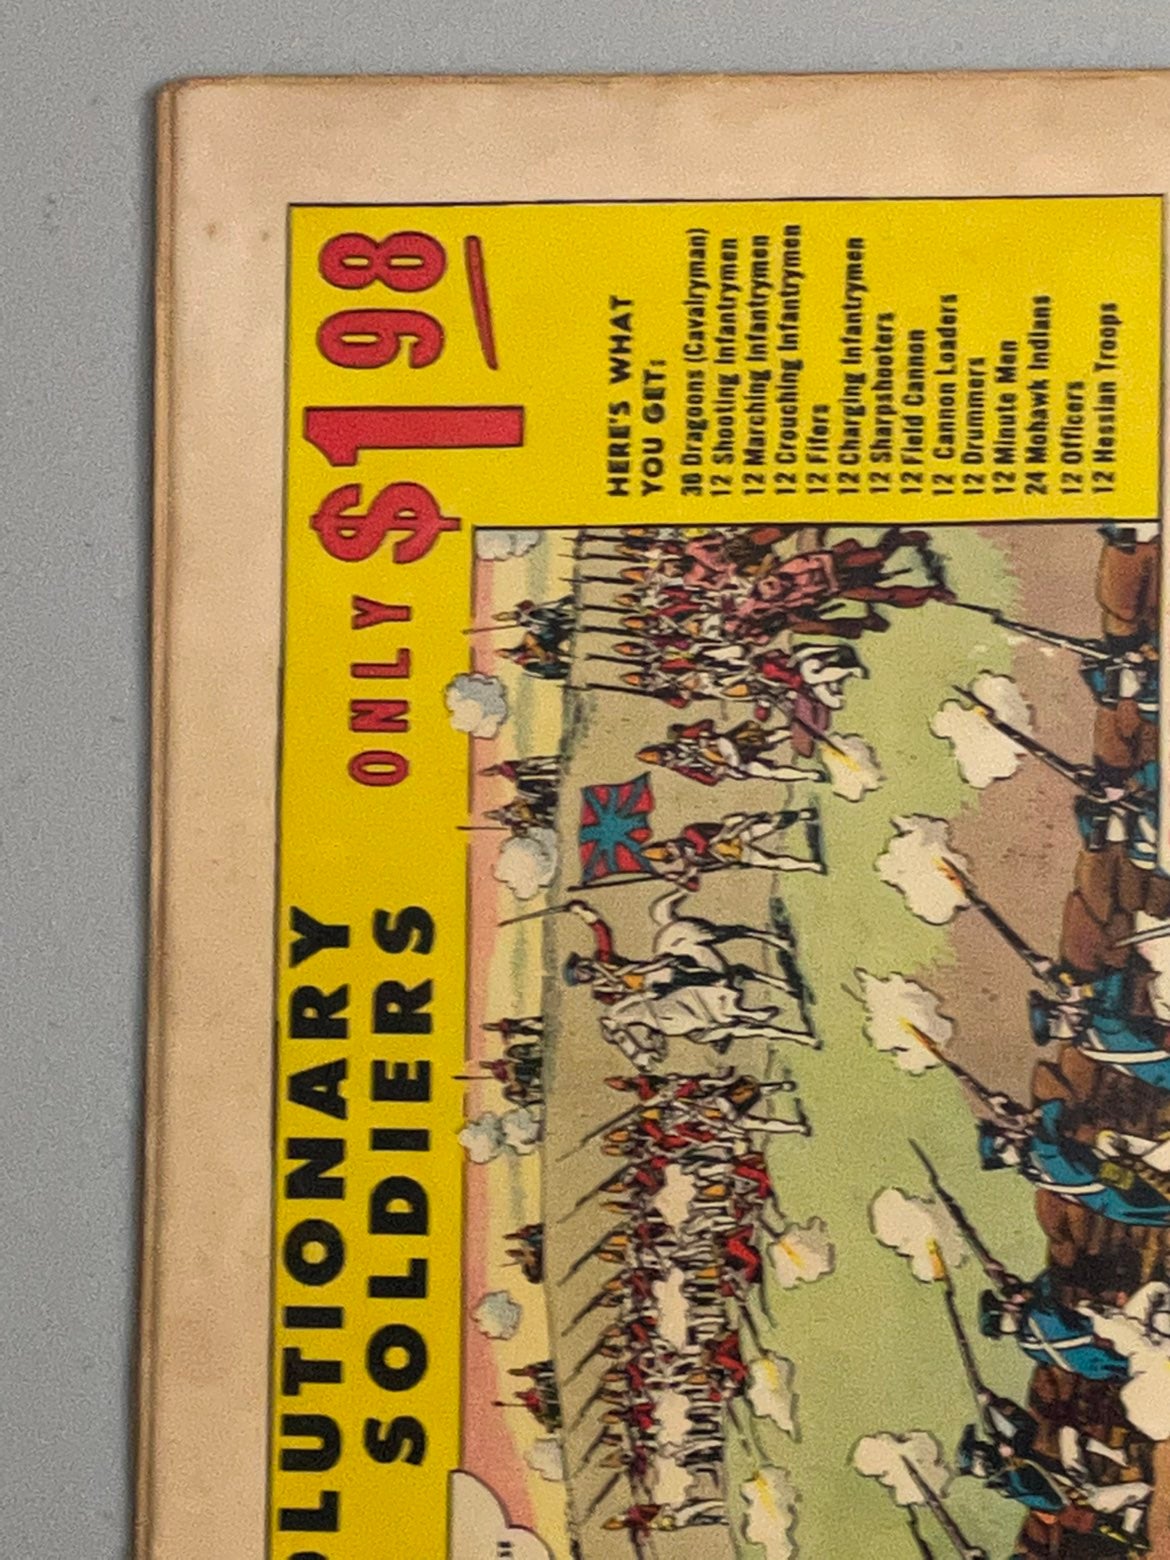 OLUTIONARY
SOLDIERS
ONLY $1 98
HERE'S WHAT
YOU GET:
36 Dragoons (Cavalryman)
12 Shooting Infantrymen
12 Marching Infantrymen
12 Crouching Infantrymen
12 Fifers
12 Charging Infantrymen
12 Sharpshooters
12 Field Cannon
12 Cannon Loaders
12 Drummers
12 Minute Men
24 Mohawk Indians
12 Officers
12 Hessian Troops